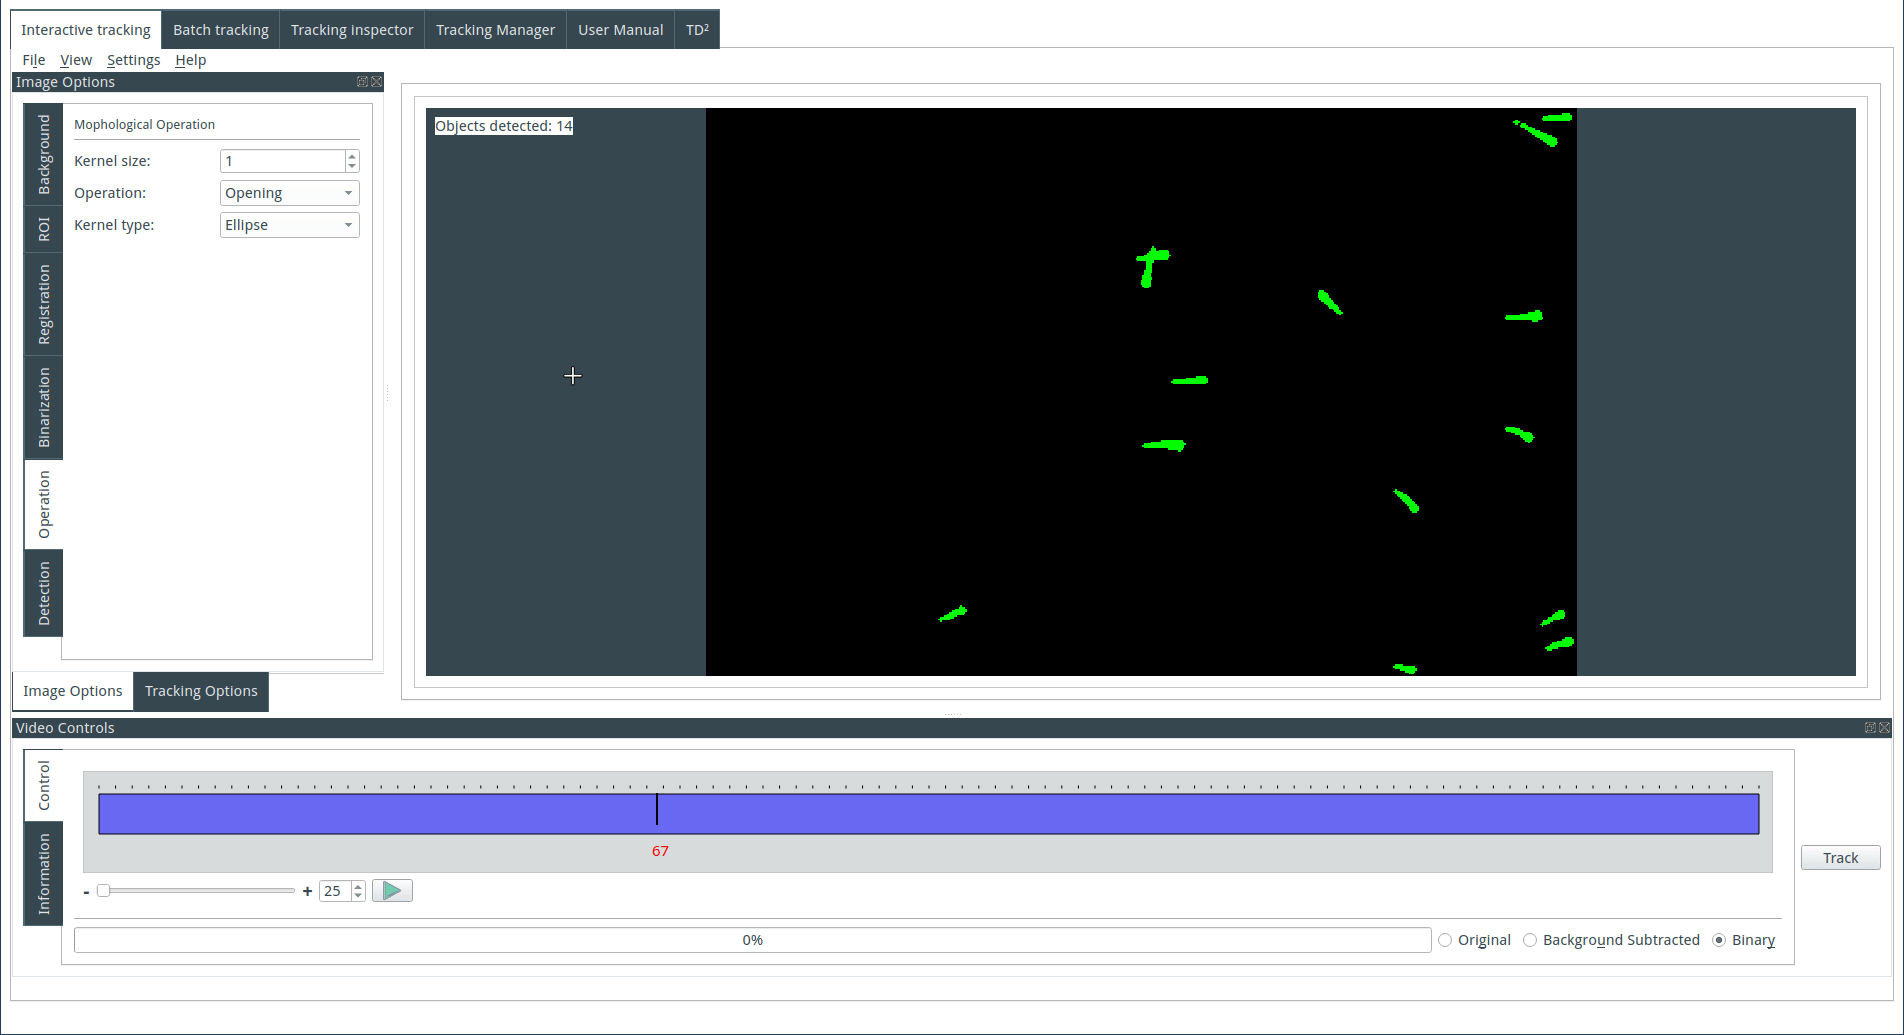 Interactive tracking Batch tracking Tracking inspector Tracking Manager User Manual TD²
File View Settings Help
Image Options
Background
ROI
Registration
Binarization
Operation
Detection
Mophological Operation
Kernel size: 1
Operation: Opening
Kernel type: Ellipse
Objects detected: 14
Image Options Tracking Options
Video Controls
Control
Information
67
- + 25
Track
0% Original Background Subtracted Binary